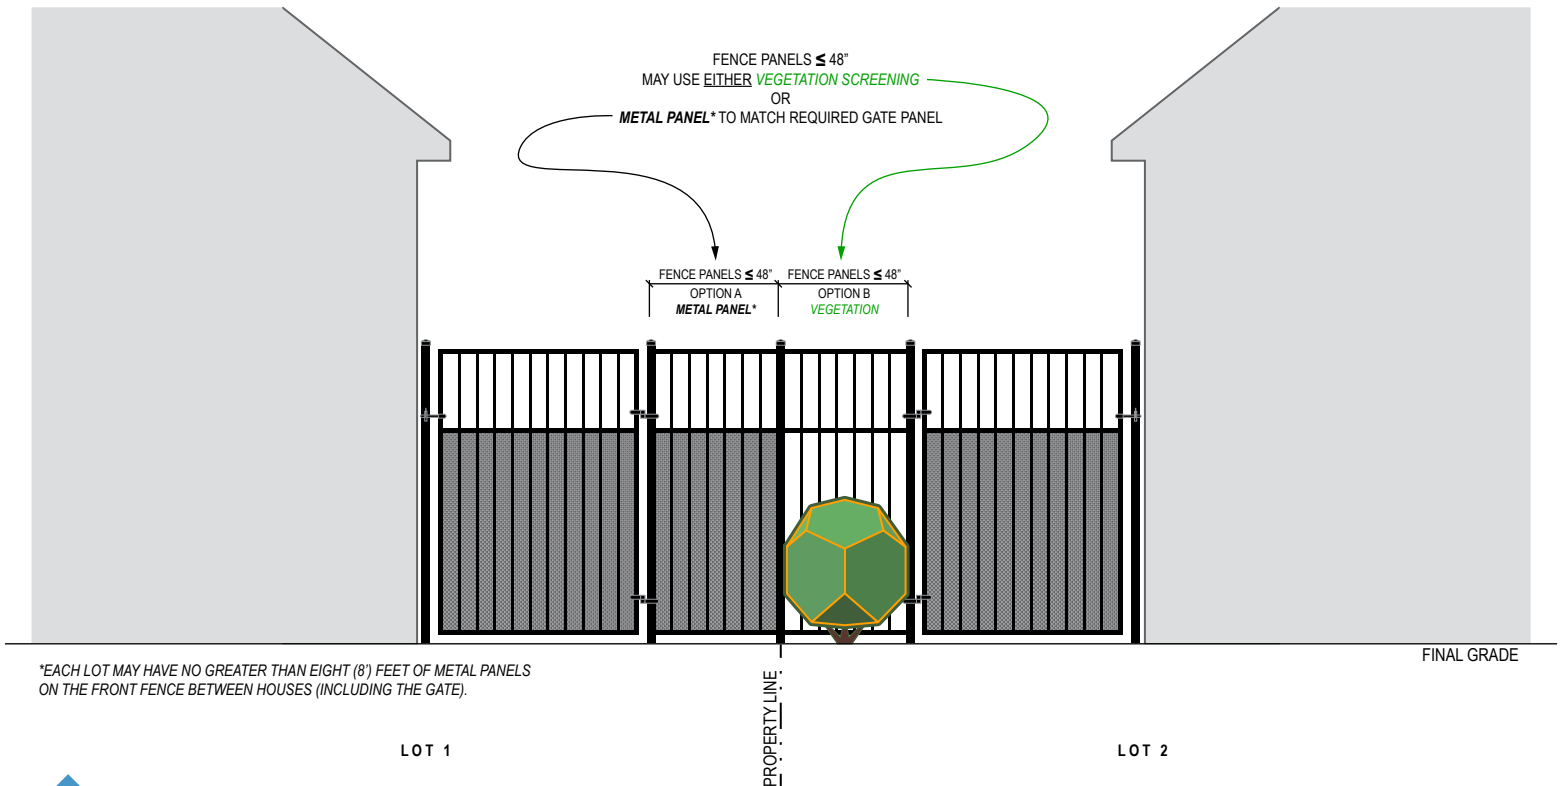 FENCE PANELS ≤ 48"
MAY USE EITHER VEGETATION SCREENING
OR
METAL PANEL* TO MATCH REQUIRED GATE PANEL
FENCE PANELS ≤ 48"
OPTION A
METAL PANEL*
FENCE PANELS ≤ 48"
OPTION B
VEGETATION
FINAL GRADE
*EACH LOT MAY HAVE NO GREATER THAN EIGHT (8') FEET OF METAL PANELS
ON THE FRONT FENCE BETWEEN HOUSES (INCLUDING THE GATE).
PROPERTY LINE
LOT 1
LOT 2